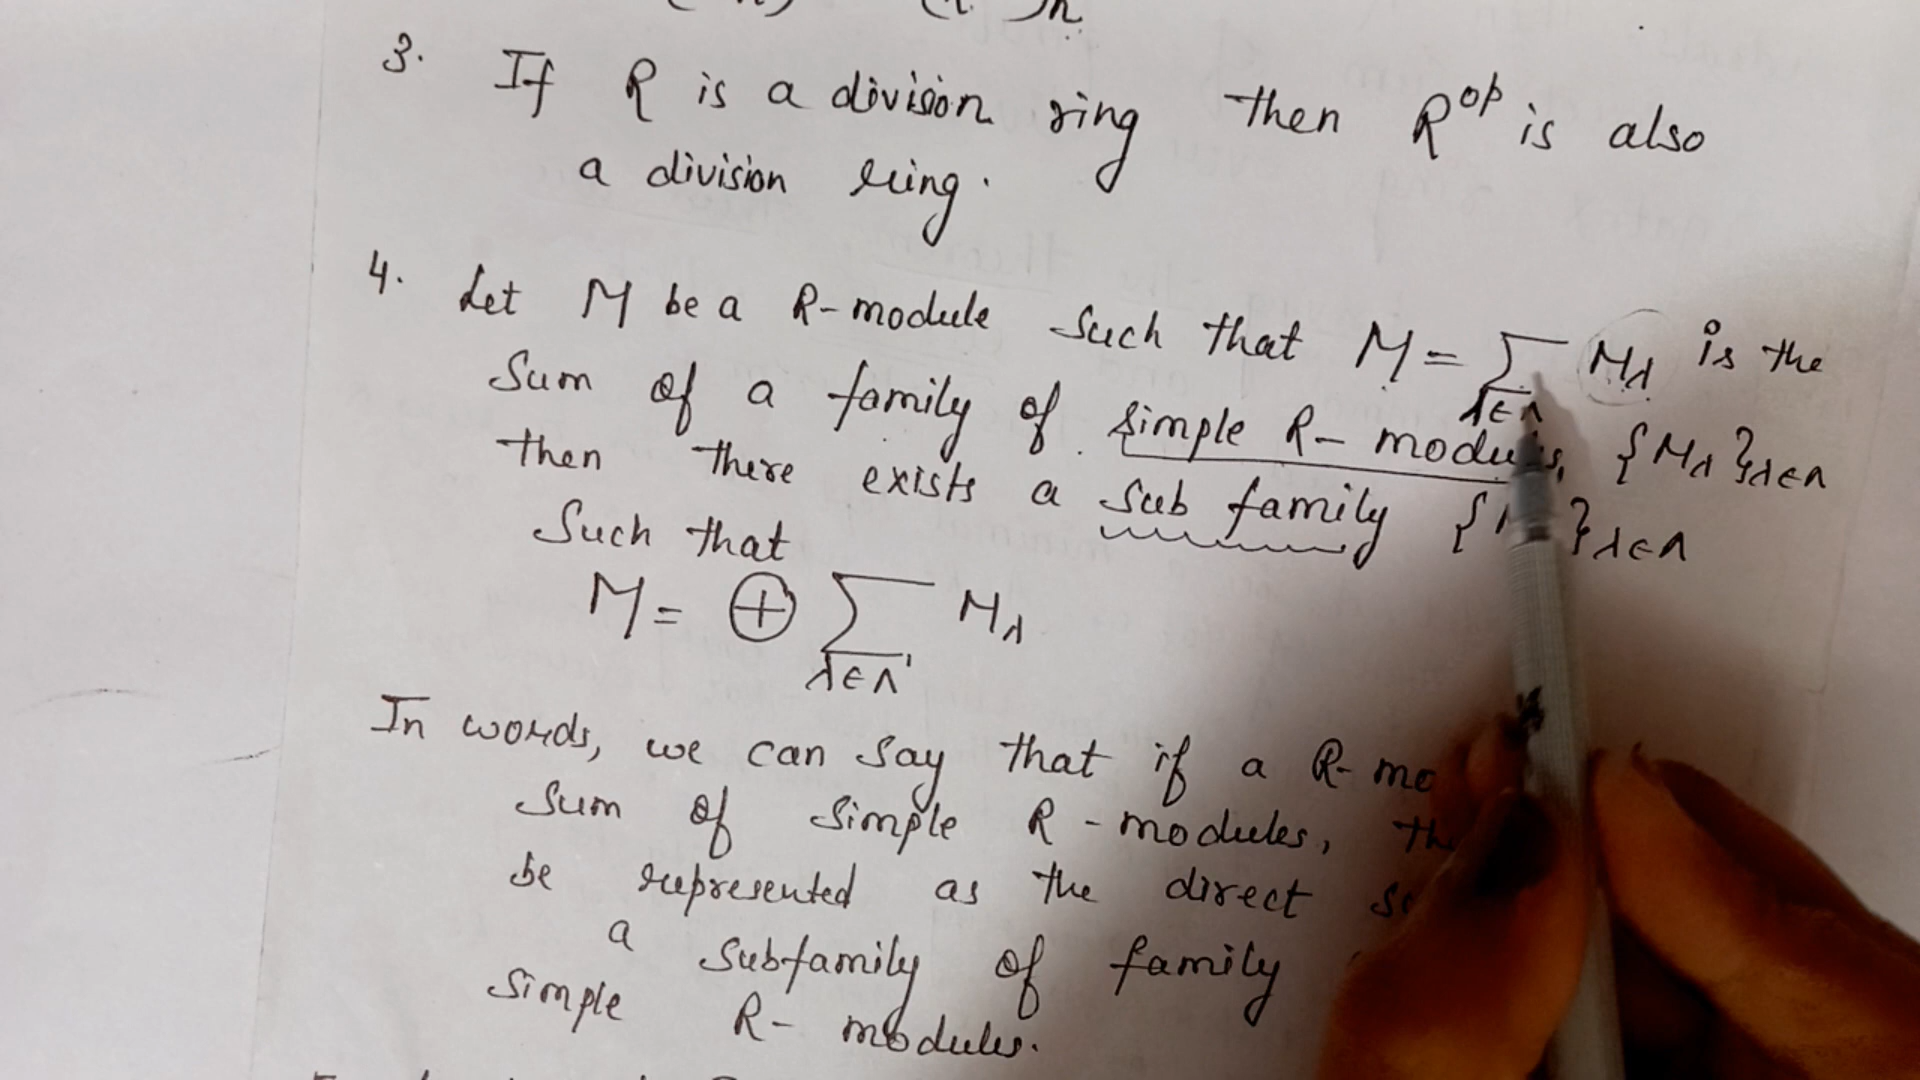 3. If R is a division ring then R^op is also
a division ring.
4. Let M be a R-module such that M = ∑_{λ∈Λ} M_λ is the
Sum of a family of simple R-modules, {M_λ}_{λ∈Λ}
then there exists a sub family { }_{λ∈Λ}
Such that
M = ⊕ ∑_{λ∈Λ'} M_λ
In words, we can say that if a R-
Sum of simple R-modules,
be represented as the direct
a subfamily of family
simple R-modules.